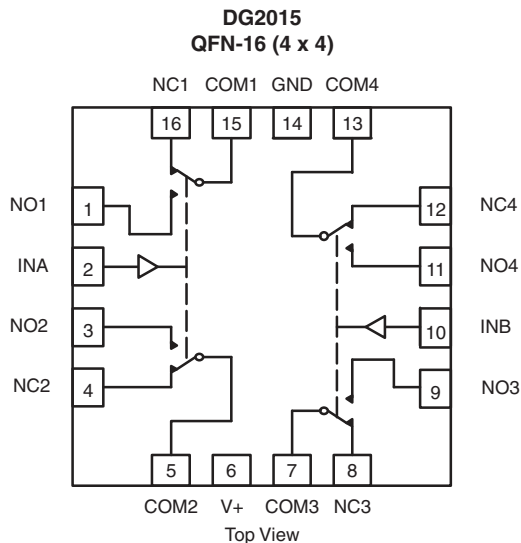 DG2015
QFN-16 (4 x 4)
NC1 COM1 GND COM4
16 15 14 13
NO1 1 12 NC4
INA 2 11 NO4
NO2 3 10 INB
NC2 4 9 NO3
5 6 7 8
COM2 V+ COM3 NC3
Top View